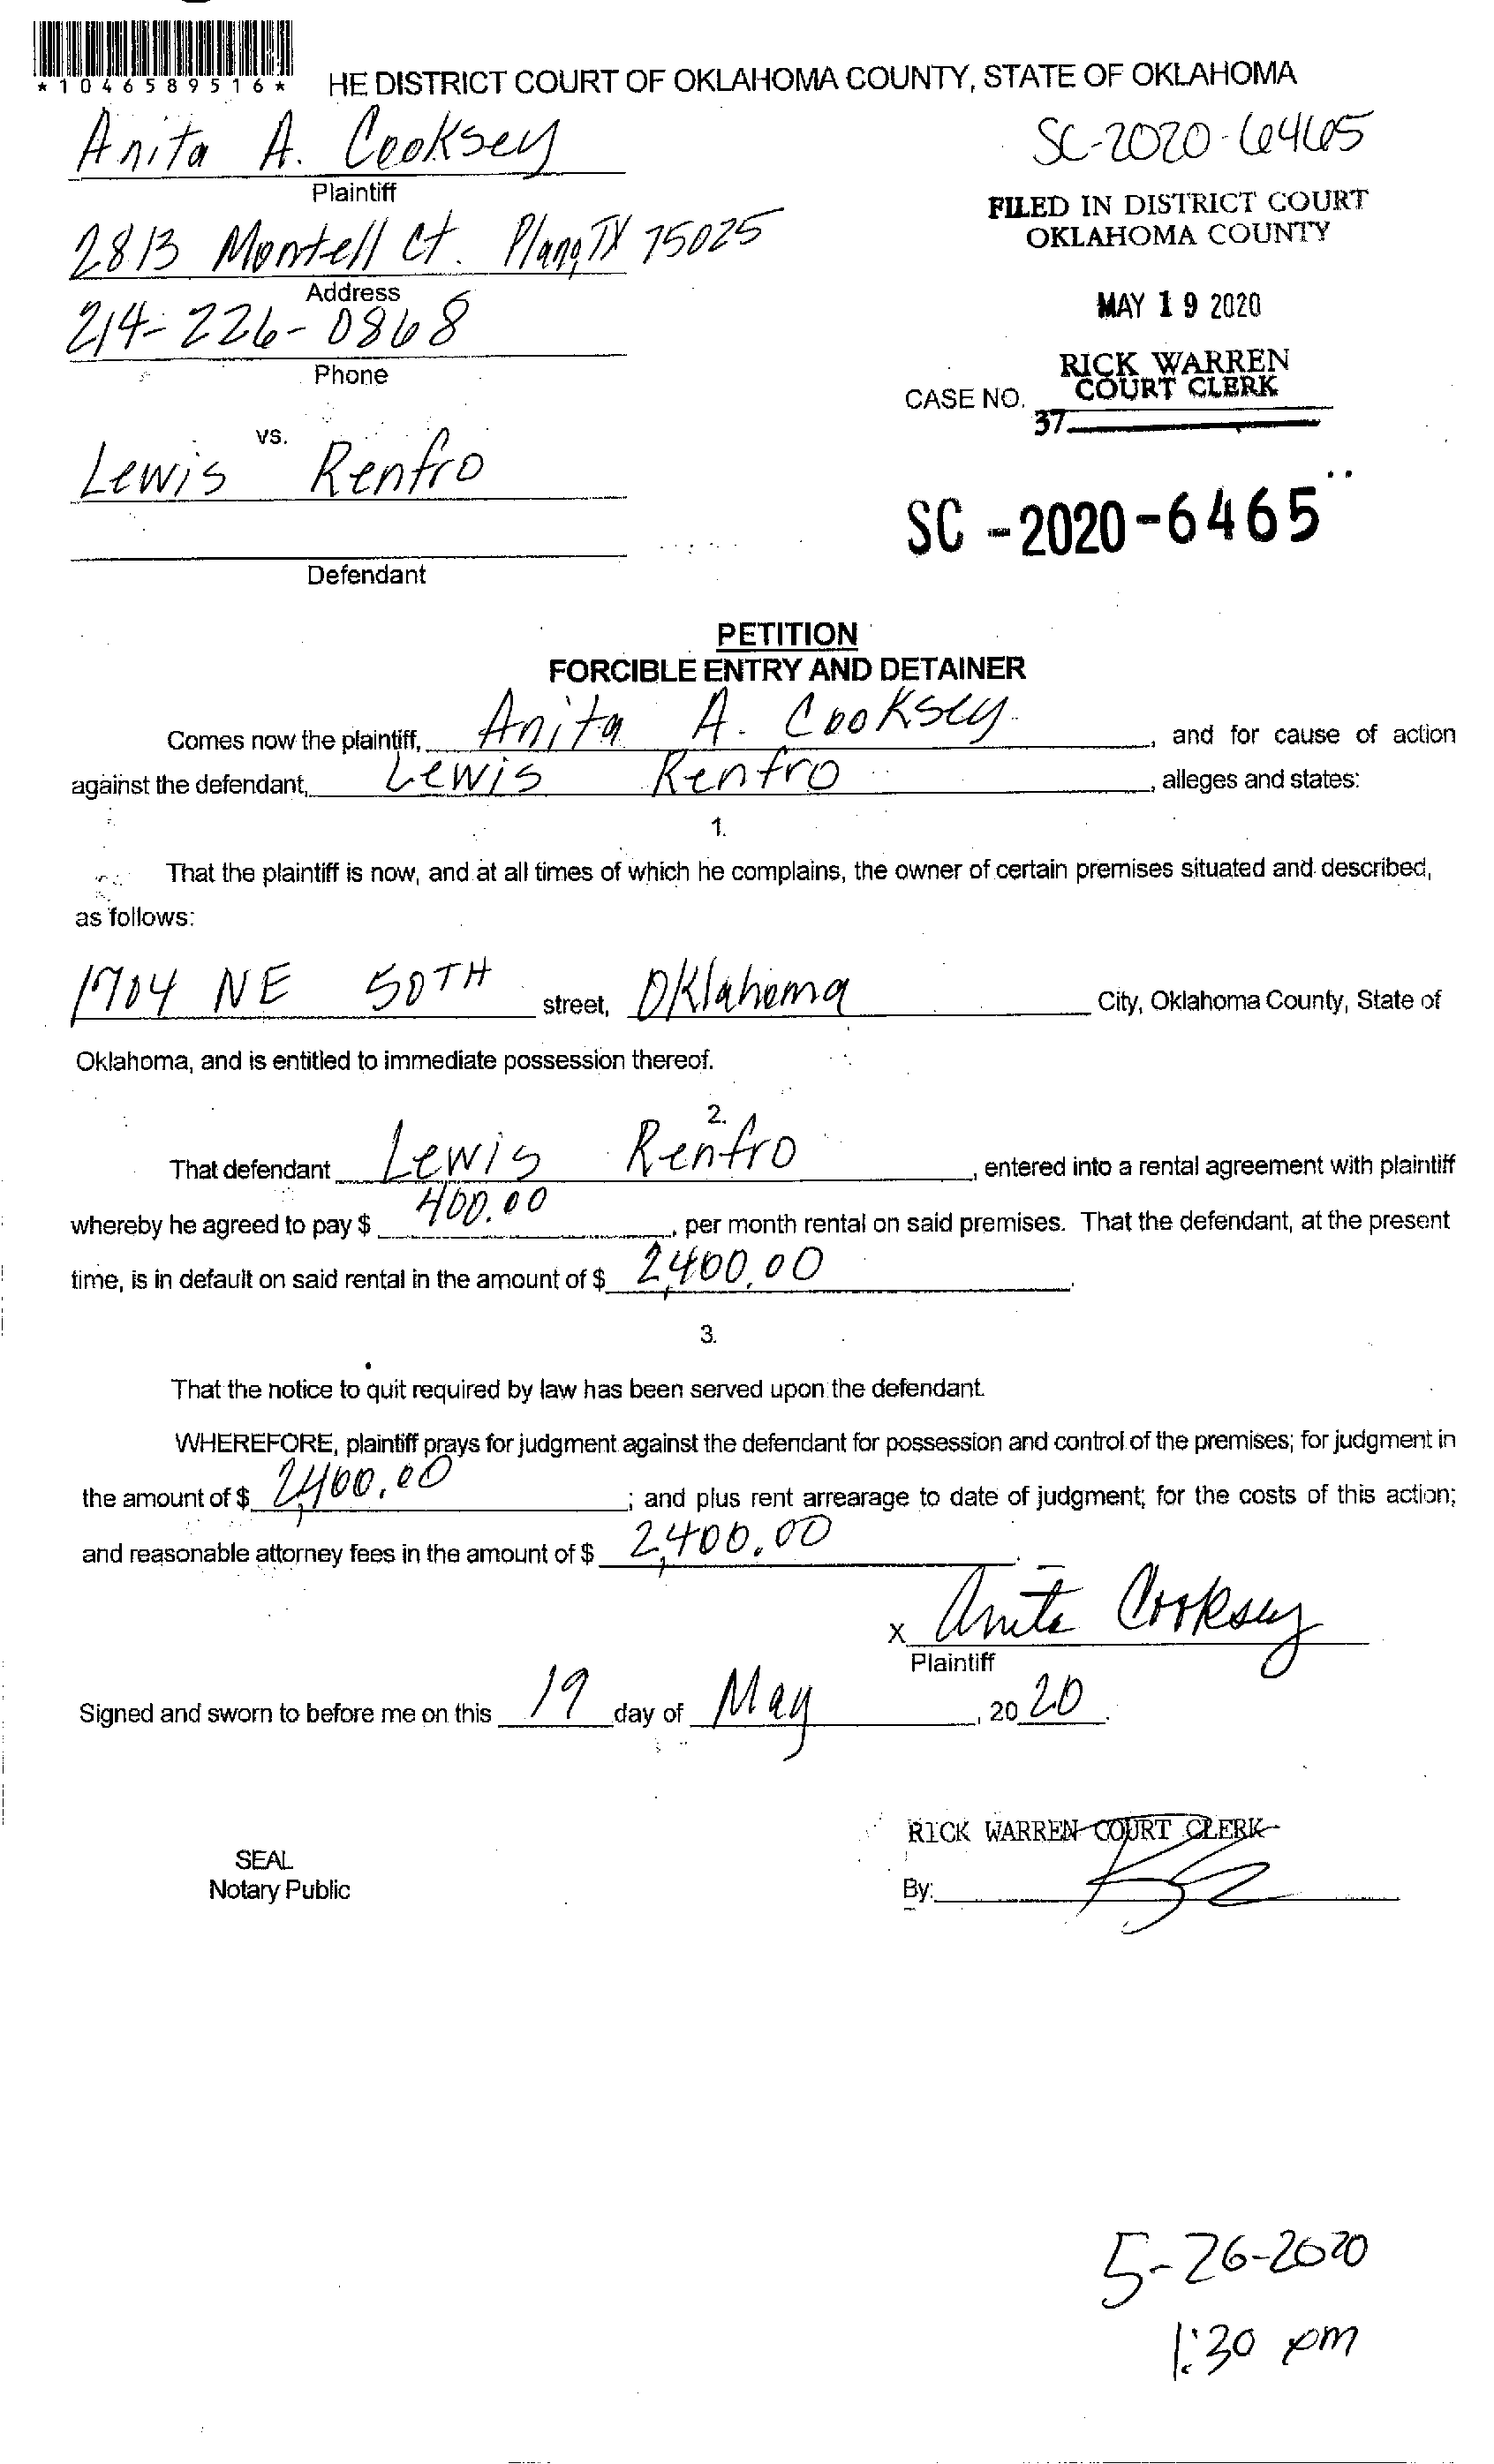 *1046589516*
HE DISTRICT COURT OF OKLAHOMA COUNTY, STATE OF OKLAHOMA
Anita A. Cooksey
Plaintiff
SC-2020-6465
2813 Montell Ct. Plano, TX 75025
Address
FILED IN DISTRICT COURT
OKLAHOMA COUNTY
214-226-0868
Phone
MAY 19 2020
RICK WARREN
COURT CLERK
CASE NO.
37
vs.
Lewis Renfro
Defendant
SC -2020-6465
PETITION
FORCIBLE ENTRY AND DETAINER
Comes now the plaintiff, Anita A. Cooksey, and for cause of action
against the defendant, Lewis Renfro, alleges and states:
1.
That the plaintiff is now, and at all times of which he complains, the owner of certain premises situated and described,
as follows:
1704 NE 50TH street, Oklahoma City, Oklahoma County, State of
Oklahoma, and is entitled to immediate possession thereof.
2.
That defendant Lewis Renfro, entered into a rental agreement with plaintiff
whereby he agreed to pay $ 400.00, per month rental on said premises. That the defendant, at the present
time, is in default on said rental in the amount of $ 2,400.00.
3.
That the notice to quit required by law has been served upon the defendant.
WHEREFORE, plaintiff prays for judgment against the defendant for possession and control of the premises; for judgment in
the amount of $ 2,400.00; and plus rent arrearage to date of judgment; for the costs of this action;
and reasonable attorney fees in the amount of $ 2,400.00.
x Anita Cooksey
Plaintiff
Signed and sworn to before me on this 19 day of May, 2020.
RICK WARREN COURT CLERK
SEAL
Notary Public
By:
5-26-2020
1:30 pm